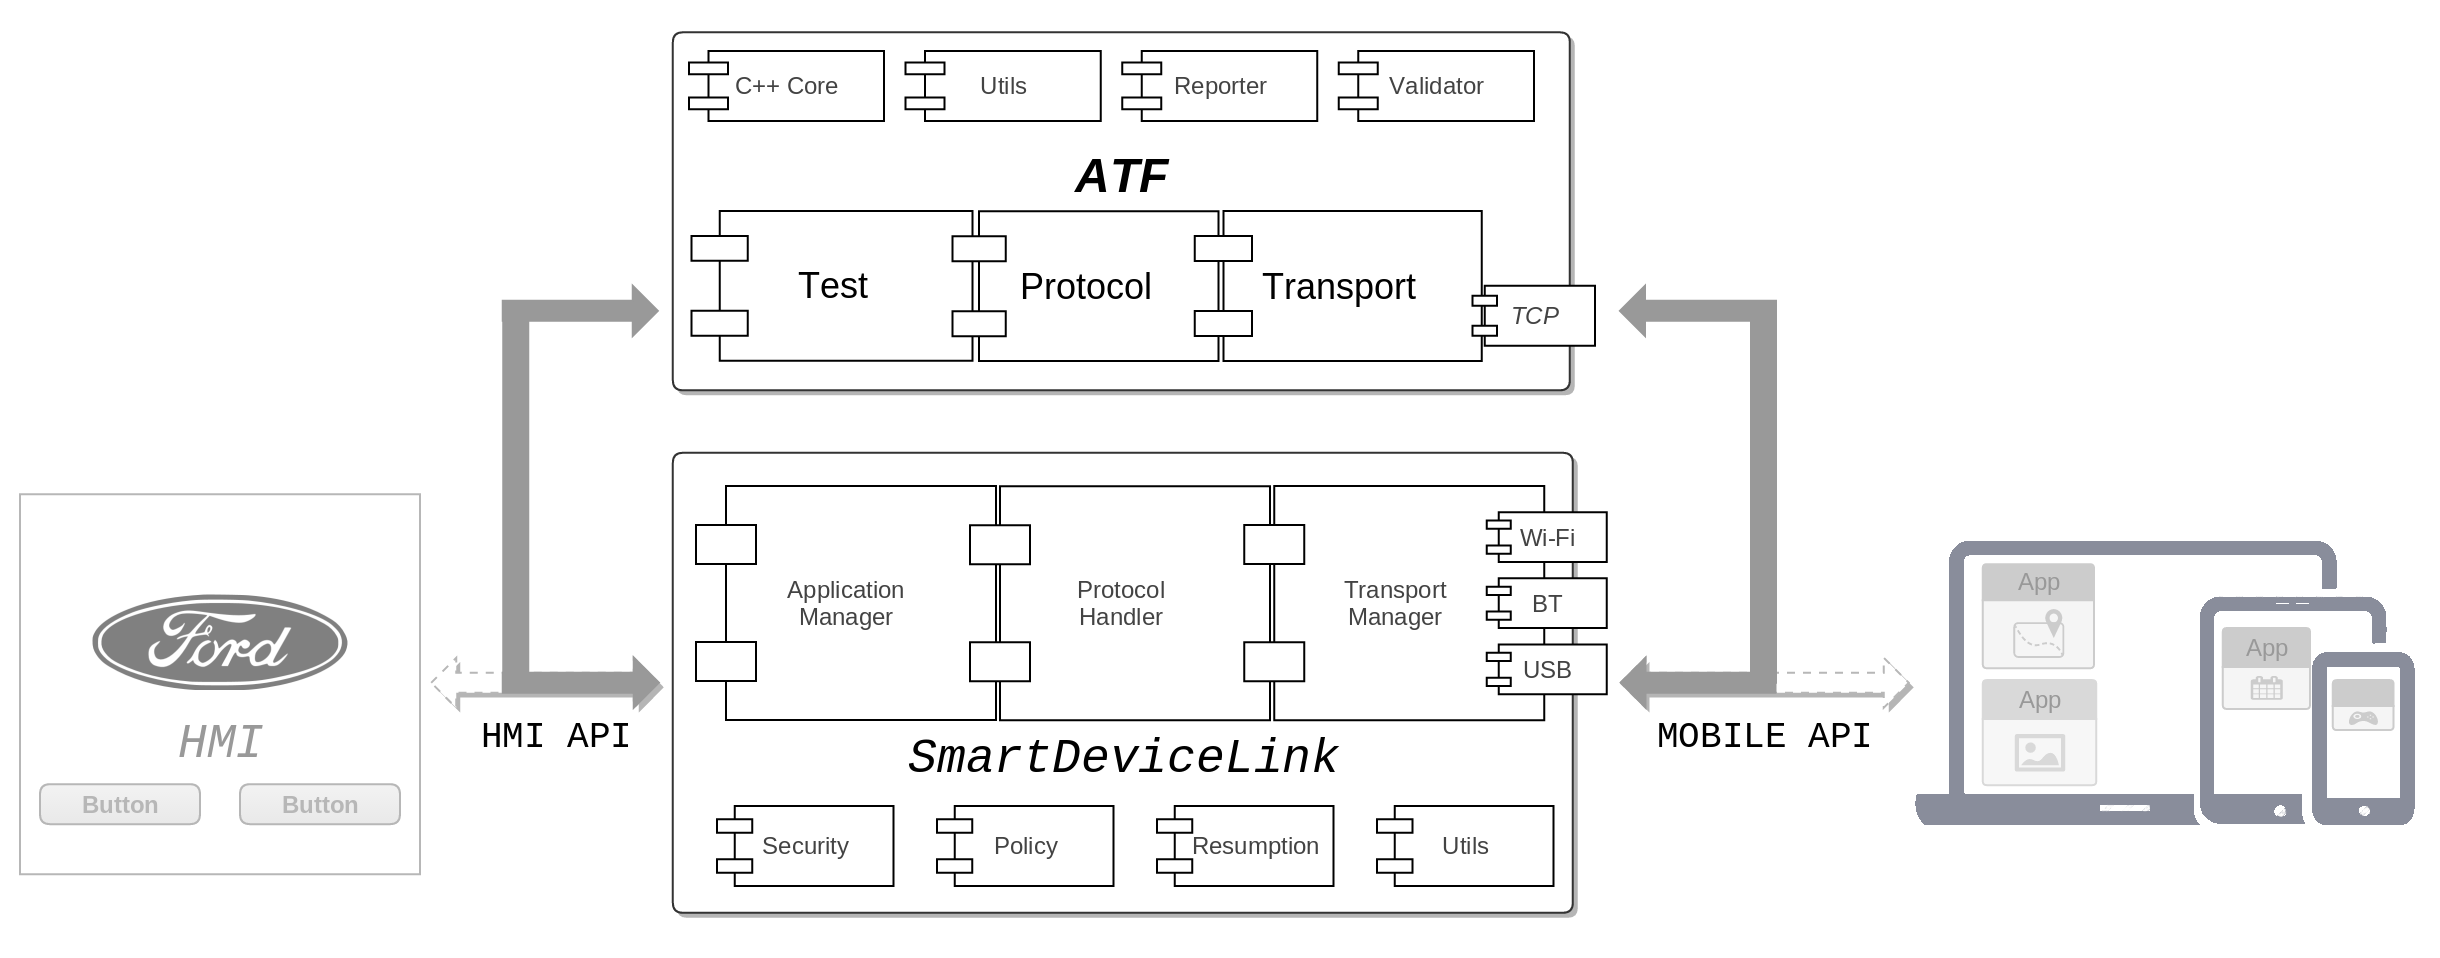 C++ Core
Utils
Reporter
Validator
ATF
Test
Protocol
Transport
TCP
Application
Manager
Protocol
Handler
Transport
Manager
Wi-Fi
BT
USB
SmartDeviceLink
Security
Policy
Resumption
Utils
Ford
HMI
Button
Button
HMI API
MOBILE API
App
App
App